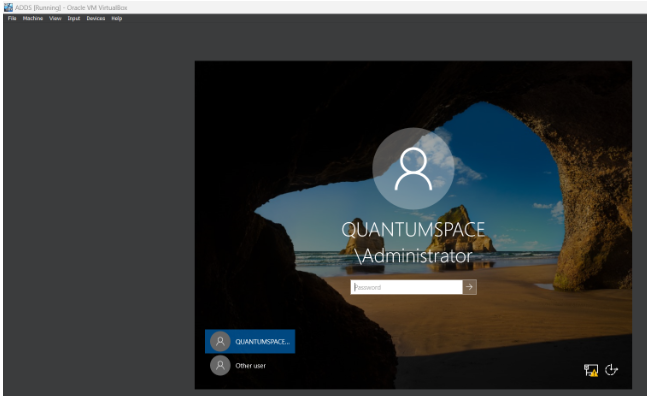 ADDS [Running] - Oracle VM VirtualBox
File Machine View Input Devices Help
QUANTUMSPACE
\Administrator
Password
QUANTUMSPACE...
Other user